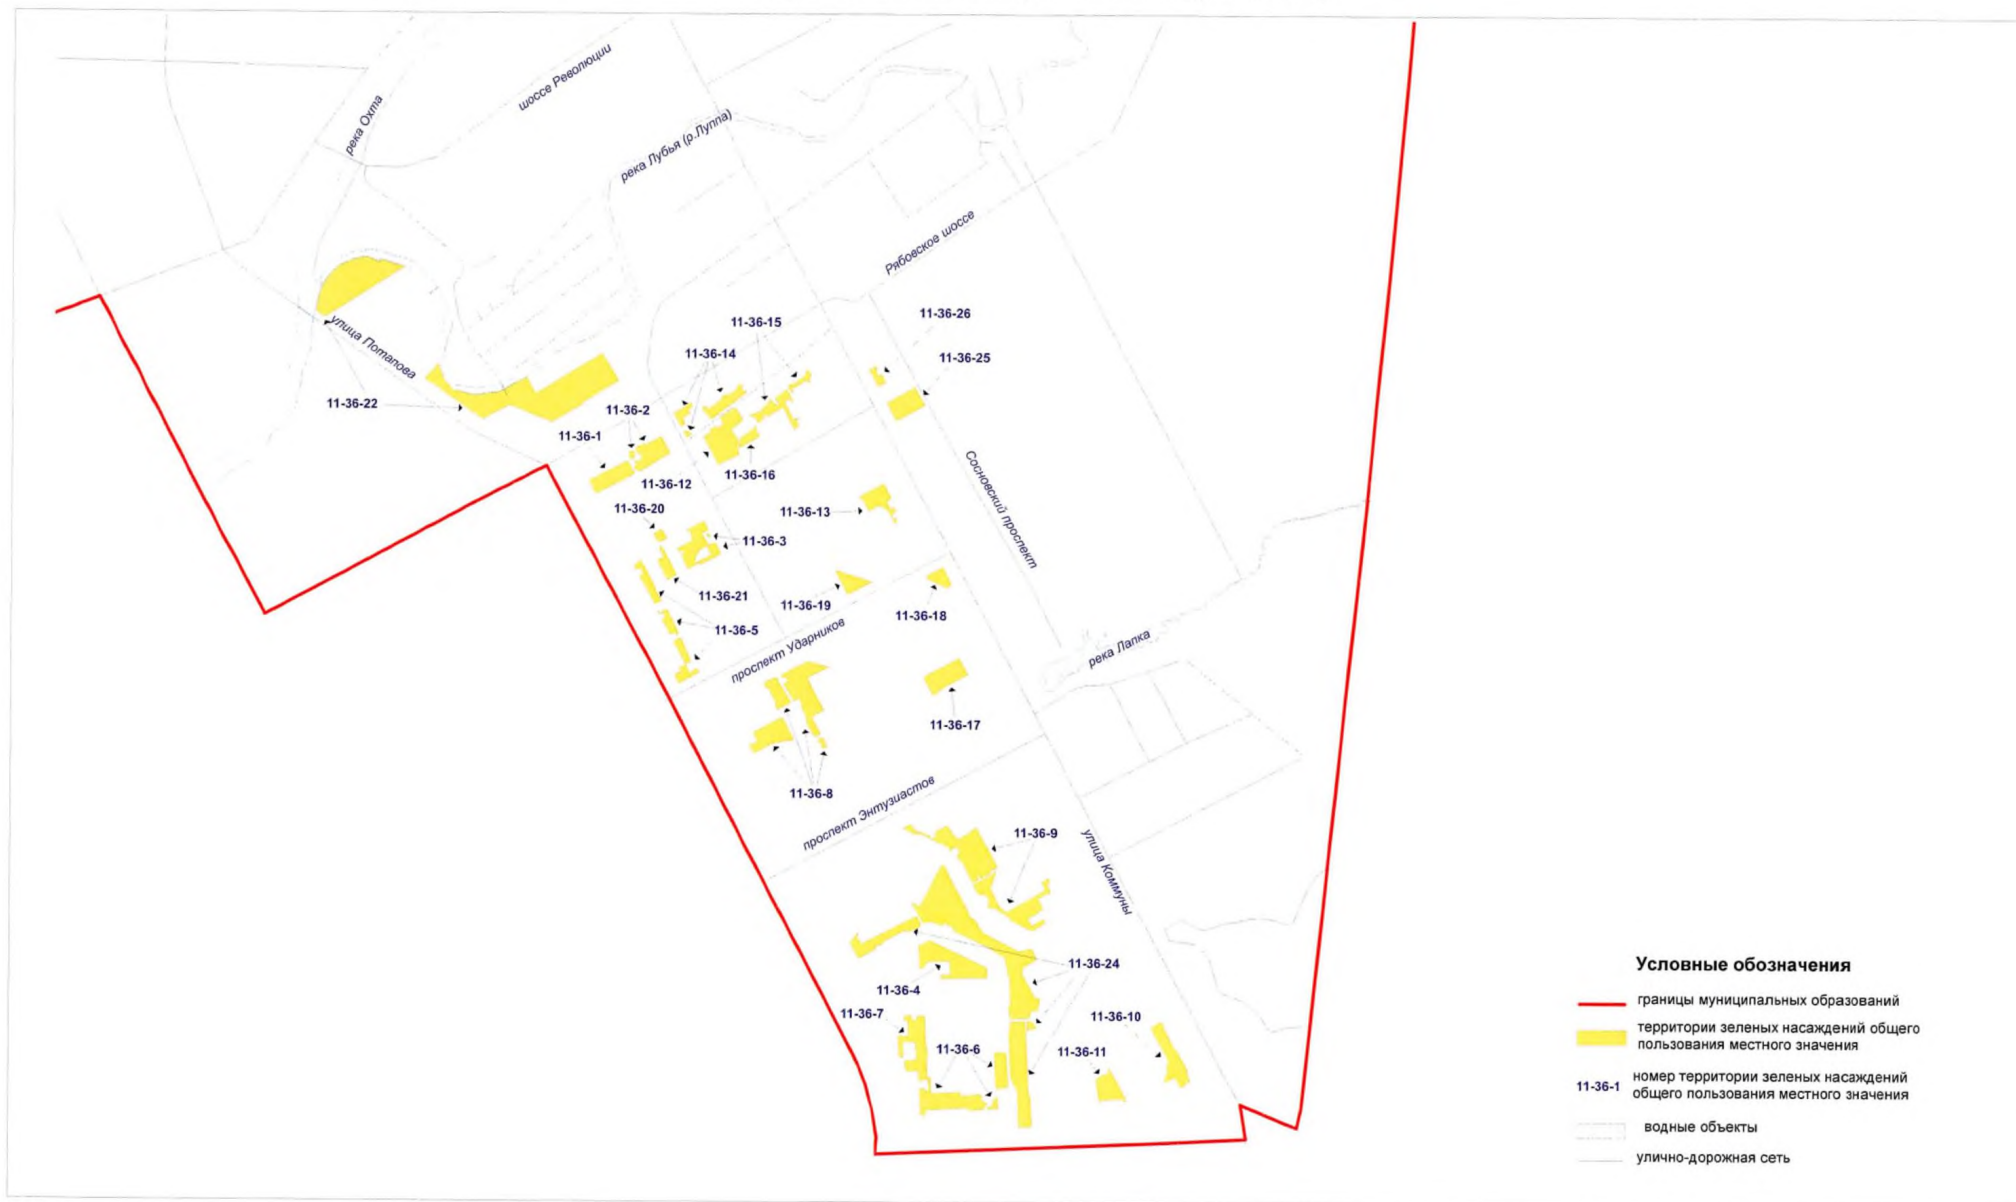 шоссе Революции
река Охта
река Лубья (р.Луппа)
Рябовское шоссе
улица Потапова
11-36-22
11-36-15
11-36-26
11-36-14
11-36-25
11-36-2
11-36-1
11-36-12
11-36-16
11-36-20
11-36-13
11-36-3
Сосновский проспект
11-36-21
11-36-19
11-36-18
11-36-5
проспект Ударников
река Лапка
11-36-17
11-36-8
проспект Энтузиастов
11-36-9
улица Коммуны
11-36-24
11-36-4
11-36-7
11-36-10
11-36-6
11-36-11
Условные обозначения
границы муниципальных образований
территории зеленых насаждений общего
пользования местного значения
11-36-1
номер территории зеленых насаждений
общего пользования местного значения
водные объекты
улично-дорожная сеть